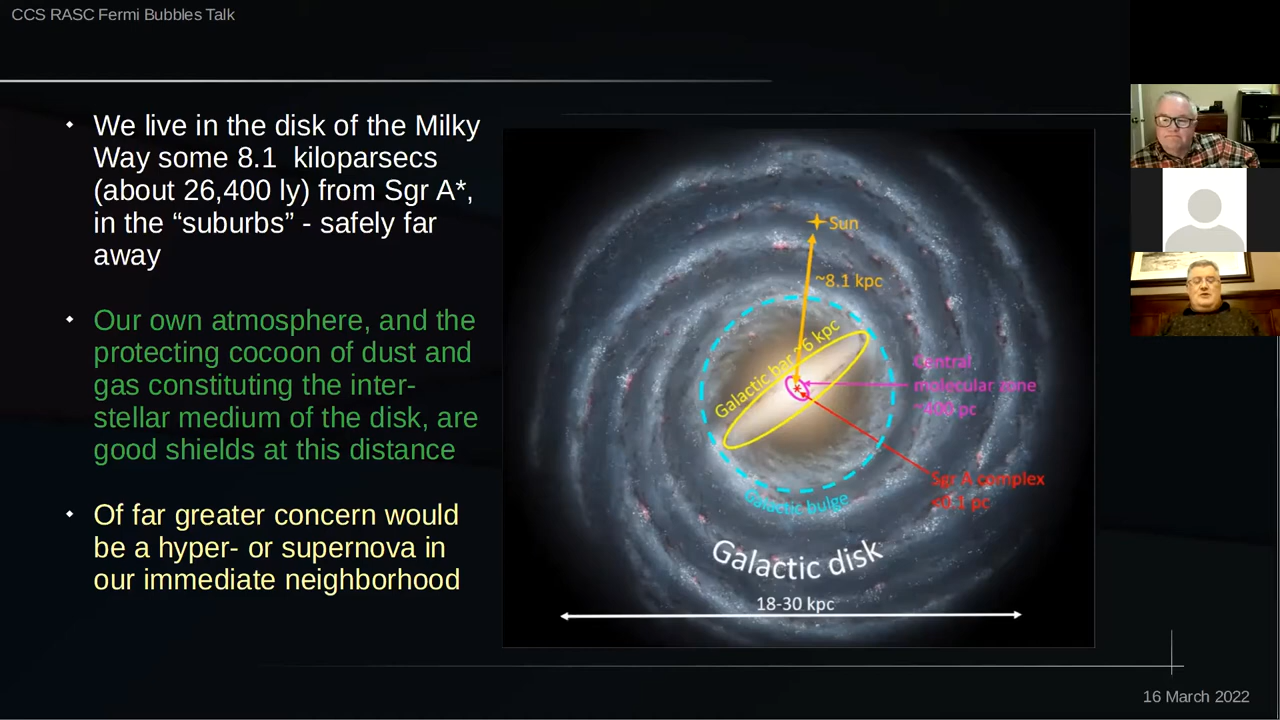 CCS RASC Fermi Bubbles Talk
We live in the disk of the Milky
Way some 8.1 kiloparsecs
(about 26,400 ly) from Sgr A*,
in the “suburbs” - safely far
away
Our own atmosphere, and the
protecting cocoon of dust and
gas constituting the inter-
stellar medium of the disk, are
good shields at this distance
Of far greater concern would
be a hyper- or supernova in
our immediate neighborhood
Sun
~8.1 kpc
Galactic bar ~6 kpc
Central
molecular zone
~400 pc
Sgr A complex
<0.1 pc
Galactic bulge
Galactic disk
18-30 kpc
16 March 2022